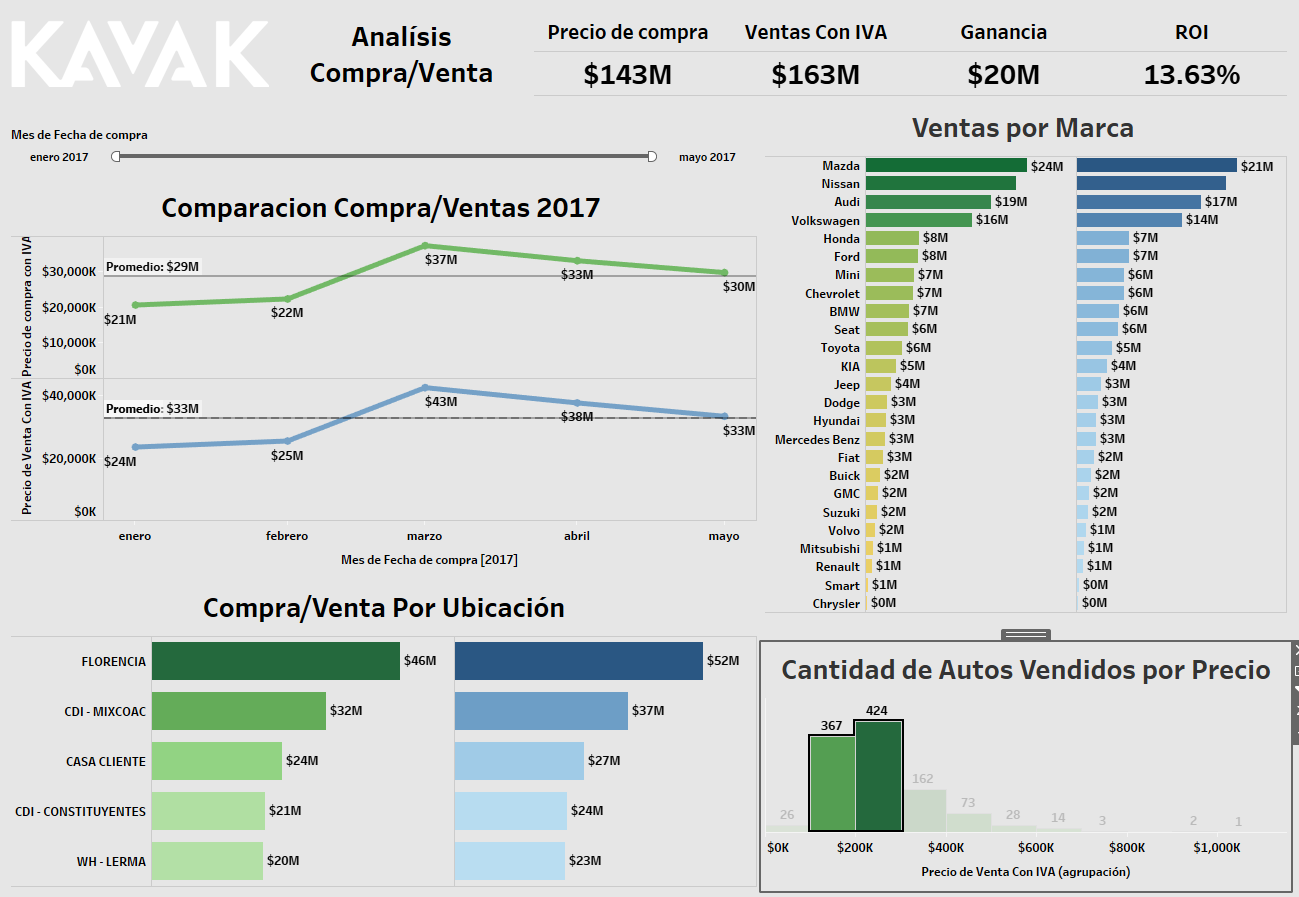 KAVAK
Analísis
Compra/Venta
Precio de compra
Ventas Con IVA
Ganancia
ROI
$143M
$163M
$20M
13.63%
Mes de Fecha de compra
enero 2017
mayo 2017
Comparacion Compra/Ventas 2017
Precio de compra con IVA
$30,000K
$20,000K
$10,000K
$0K
Promedio: $29M
$21M
$22M
$37M
$33M
$30M
Precio de Venta Con IVA
$40,000K
$20,000K
$0K
Promedio: $33M
$24M
$25M
$43M
$38M
$33M
enero
febrero
marzo
abril
mayo
Mes de Fecha de compra [2017]
Ventas por Marca
Mazda $24M $21M
Nissan
Audi $19M $17M
Volkswagen $16M $14M
Honda $8M $7M
Ford $8M $7M
Mini $7M $6M
Chevrolet $7M $6M
BMW $7M $6M
Seat $6M $6M
Toyota $6M $5M
KIA $5M $4M
Jeep $4M $3M
Dodge $3M $3M
Hyundai $3M $3M
Mercedes Benz $3M $3M
Fiat $3M $2M
Buick $2M $2M
GMC $2M $2M
Suzuki $2M $2M
Volvo $2M $1M
Mitsubishi $1M $1M
Renault $1M $1M
Smart $1M $0M
Chrysler $0M $0M
Compra/Venta Por Ubicación
FLORENCIA $46M $52M
CDI - MIXCOAC $32M $37M
CASA CLIENTE $24M $27M
CDI - CONSTITUYENTES $21M $24M
WH - LERMA $20M $23M
Cantidad de Autos Vendidos por Precio
26
367
424
162
73
28
14
3
2
1
$0K
$200K
$400K
$600K
$800K
$1,000K
Precio de Venta Con IVA (agrupación)